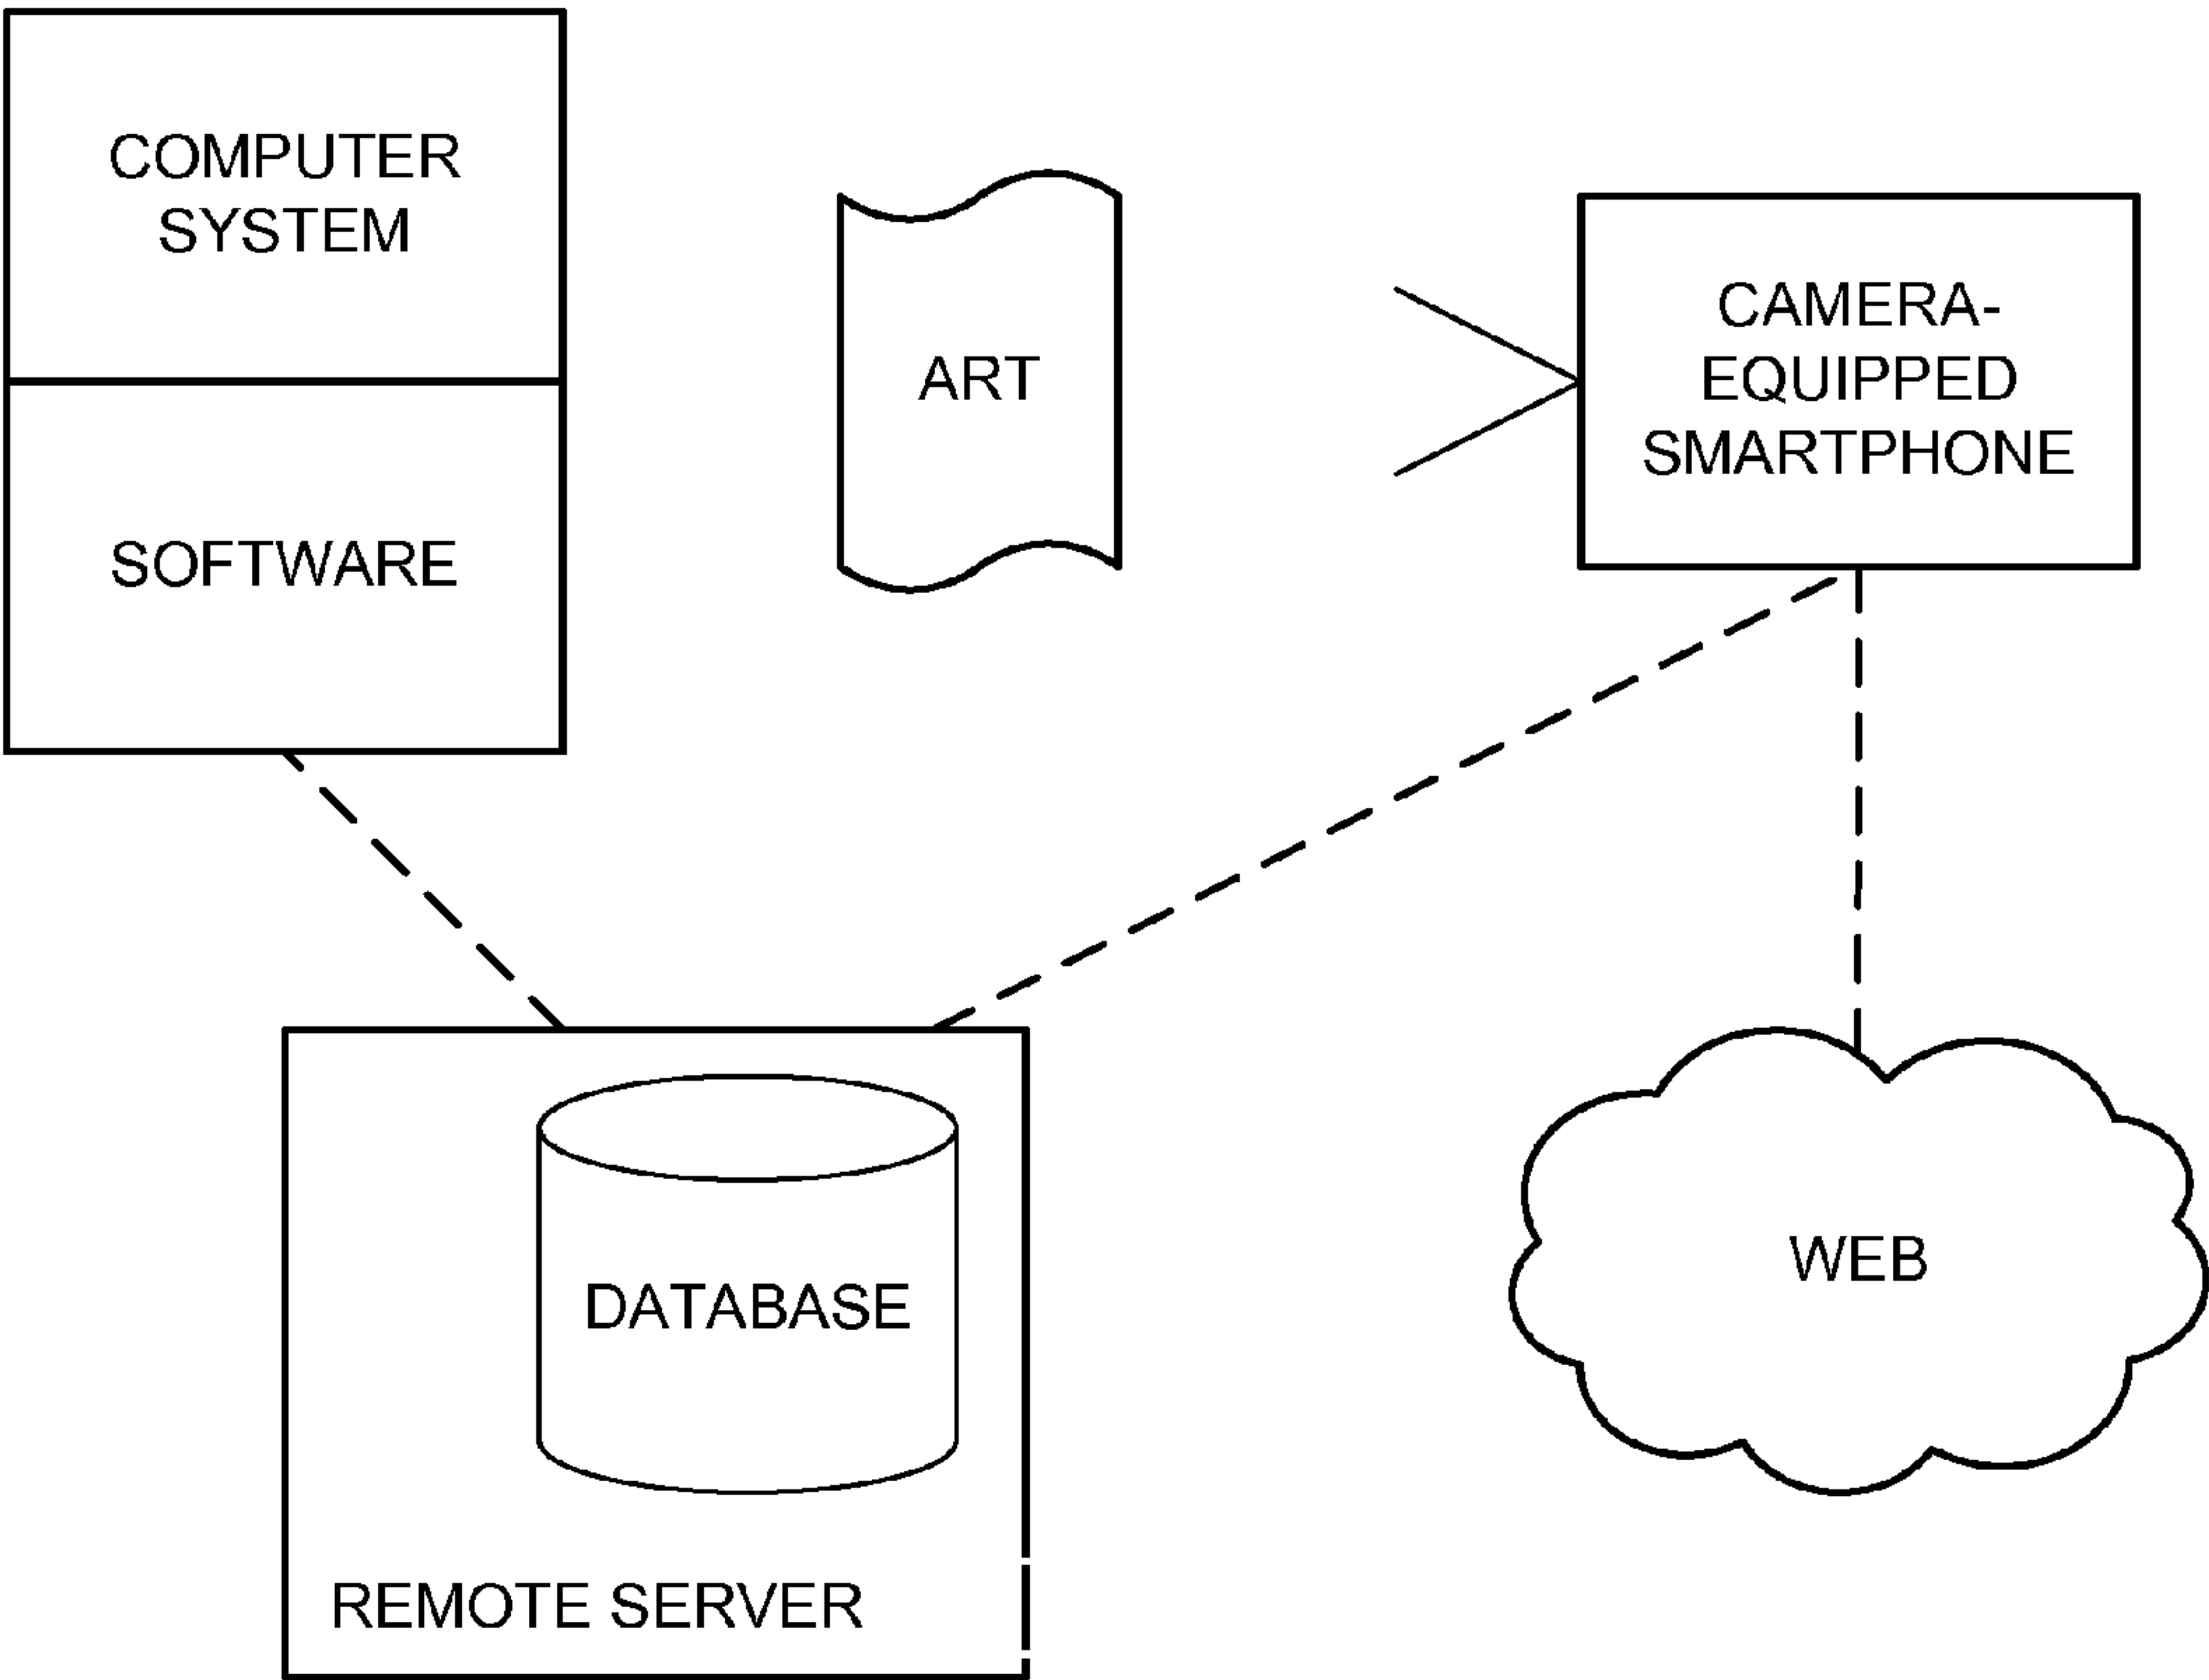 COMPUTER
SYSTEM
SOFTWARE
ART
CAMERA-
EQUIPPED
SMARTPHONE
DATABASE
REMOTE SERVER
WEB